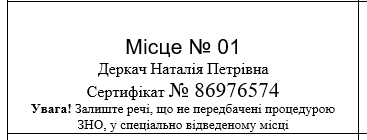 Місце № 01
Деркач Наталія Петрівна
Сертифікат № 86976574
Увага! Залиште речі, що не передбачені процедурою
ЗНО, у спеціально відведеному місці